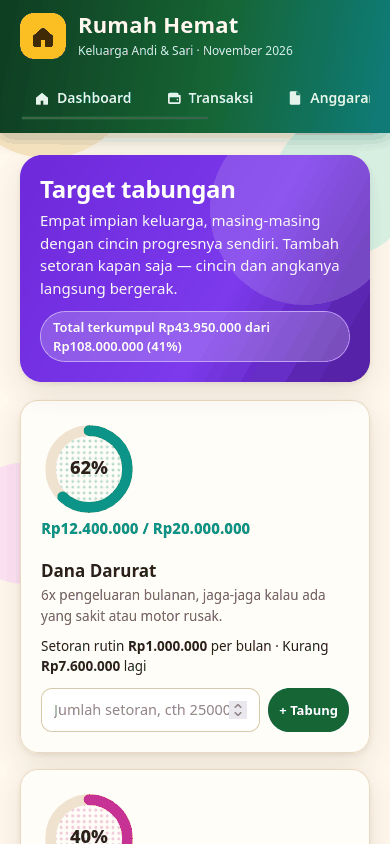 Rumah Hemat
Keluarga Andi & Sari · November 2026
Dashboard
Transaksi
Anggara
Target tabungan
Empat impian keluarga, masing-masing
dengan cincin progresnya sendiri. Tambah
setoran kapan saja — cincin dan angkanya
langsung bergerak.
Total terkumpul Rp43.950.000 dari
Rp108.000.000 (41%)
62%
Rp12.400.000 / Rp20.000.000
Dana Darurat
6x pengeluaran bulanan, jaga-jaga kalau ada
yang sakit atau motor rusak.
Setoran rutin Rp1.000.000 per bulan · Kurang
Rp7.600.000 lagi
Jumlah setoran, cth 25000
+ Tabung
40%